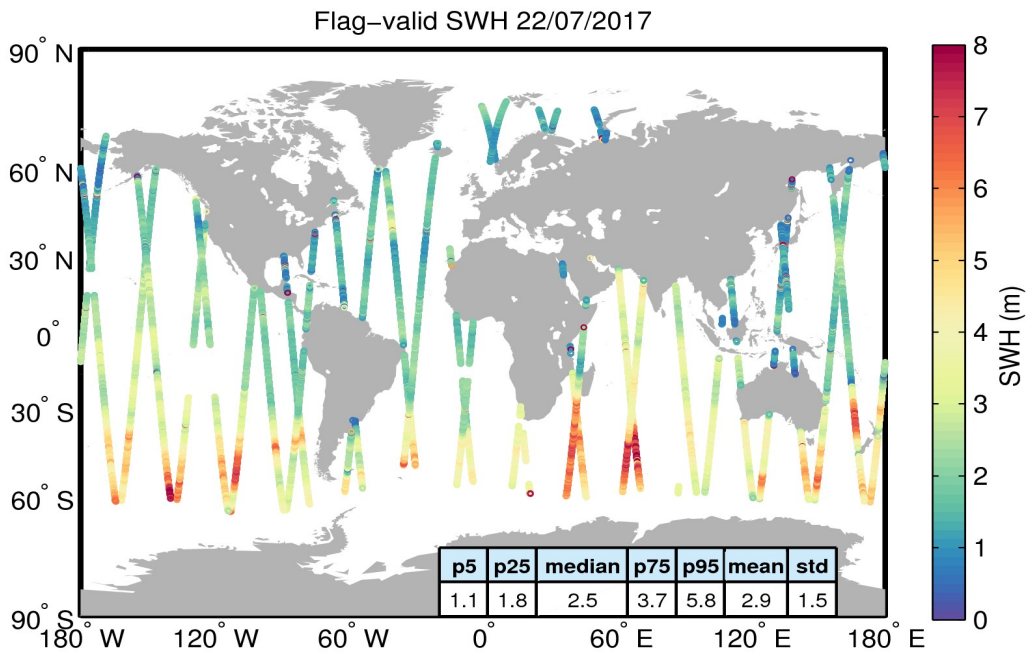 Flag−valid SWH 22/07/2017
90° N
60° N
30° N
0°
30° S
60° S
90° S
180° W
120° W
60° W
0°
60° E
120° E
180° E
p5 p25 median p75 p95 mean std
1.1 1.8 2.5 3.7 5.8 2.9 1.5
8
7
6
5
4
3
2
1
0
SWH (m)